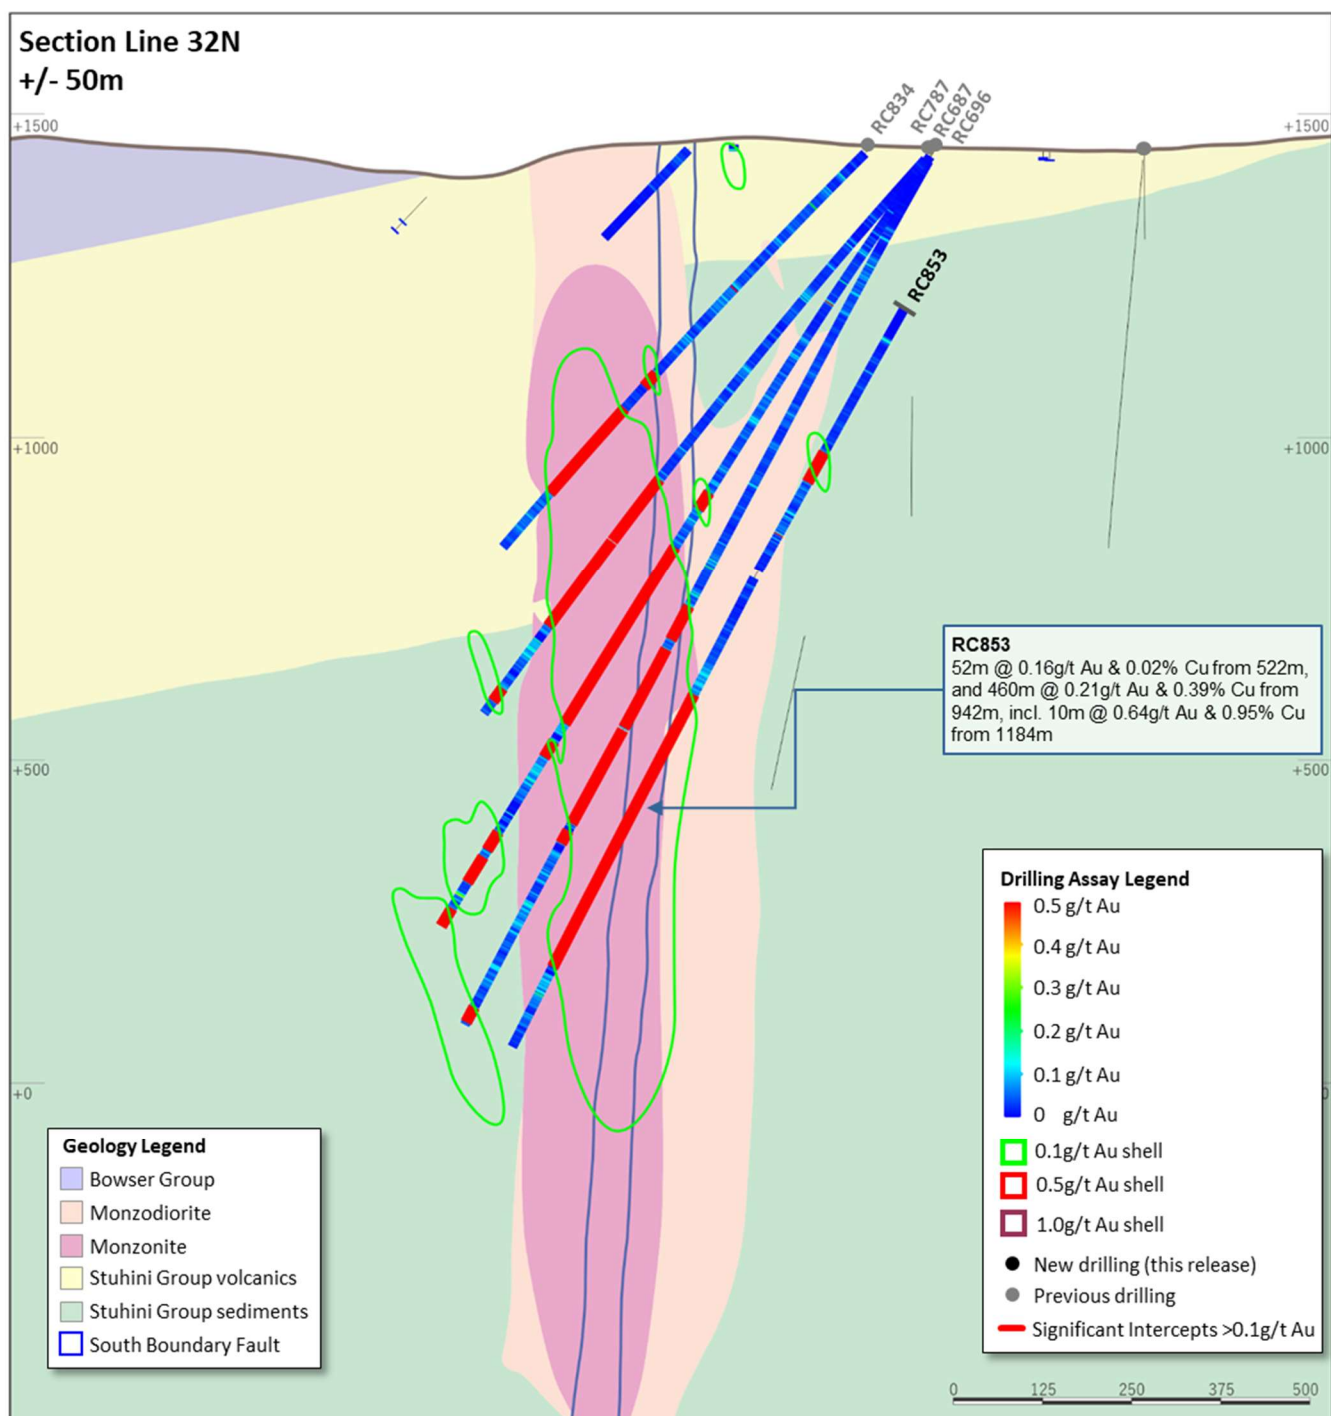 Section Line 32N
+/- 50m
RC834
RC787
RC687
RC696
+1500
+1500
RC853
+1000
+1000
RC853
52m @ 0.16g/t Au & 0.02% Cu from 522m,
and 460m @ 0.21g/t Au & 0.39% Cu from
942m, incl. 10m @ 0.64g/t Au & 0.95% Cu
from 1184m
+500
+500
Drilling Assay Legend
0.5 g/t Au
0.4 g/t Au
0.3 g/t Au
0.2 g/t Au
0.1 g/t Au
0 g/t Au
0.1g/t Au shell
0.5g/t Au shell
1.0g/t Au shell
New drilling (this release)
Previous drilling
Significant Intercepts >0.1g/t Au
+0
0
Geology Legend
Bowser Group
Monzodiorite
Monzonite
Stuhini Group volcanics
Stuhini Group sediments
South Boundary Fault
0 125 250 375 500